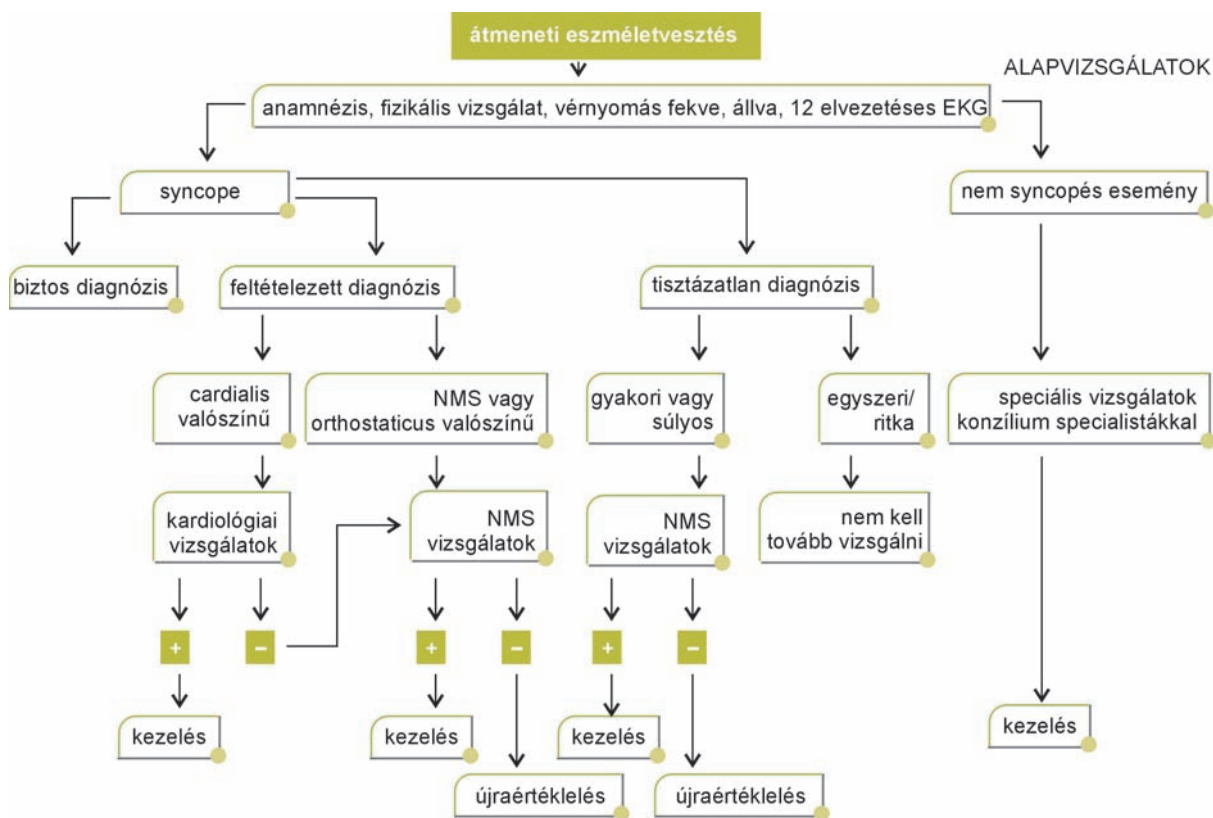 átmeneti eszméletvesztés
ALAPVIZSGÁLATOK
anamnézis, fizikális vizsgálat, vérnyomás fekve, állva, 12 elvezetéses EKG
syncope
nem syncopés esemény
biztos diagnózis
feltételezett diagnózis
tisztázatlan diagnózis
cardialis
valószínű
NMS vagy
orthostaticus valószínű
gyakori vagy
súlyos
egyszeri/
ritka
speciális vizsgálatok
konzílium specialistákkal
kardiológiai
vizsgálatok
NMS
vizsgálatok
NMS
vizsgálatok
nem kell
tovább vizsgálni
+
–
+
–
+
–
kezelés
kezelés
kezelés
kezelés
újraértéklelés
újraértéklelés